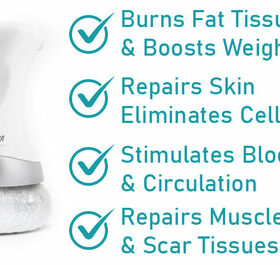 Burns Fat Tissu
& Boosts Weigh
Repairs Skin
Eliminates Cell
Stimulates Bloo
& Circulation
Repairs Muscle
& Scar Tissues